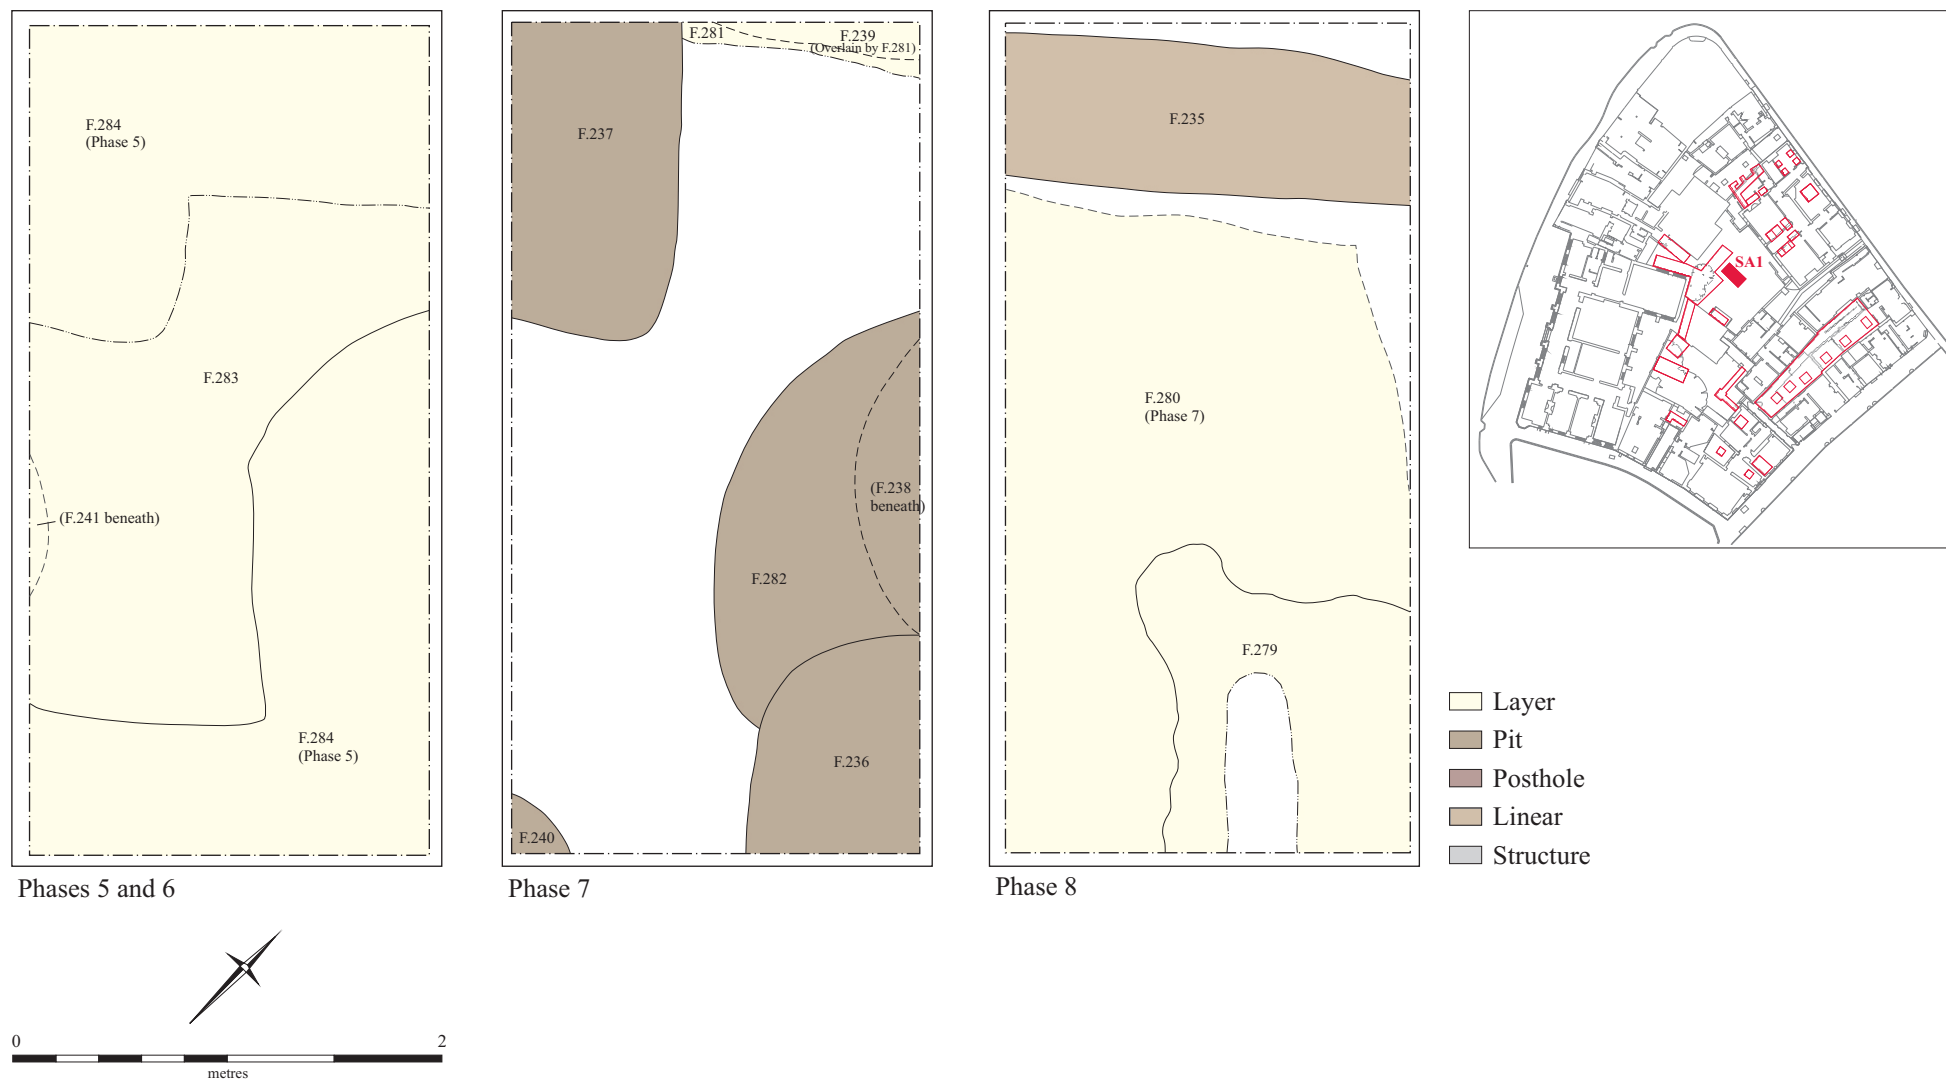 F.284
(Phase 5)
F.283
(F.241 beneath)
F.284
(Phase 5)
Phases 5 and 6
F.281
F.239
(Overlain by F.281)
F.237
(F.238
beneath)
F.282
F.236
F.240
Phase 7
F.235
F.280
(Phase 7)
F.279
Phase 8
SA1
Layer
Pit
Posthole
Linear
Structure
0 2
metres